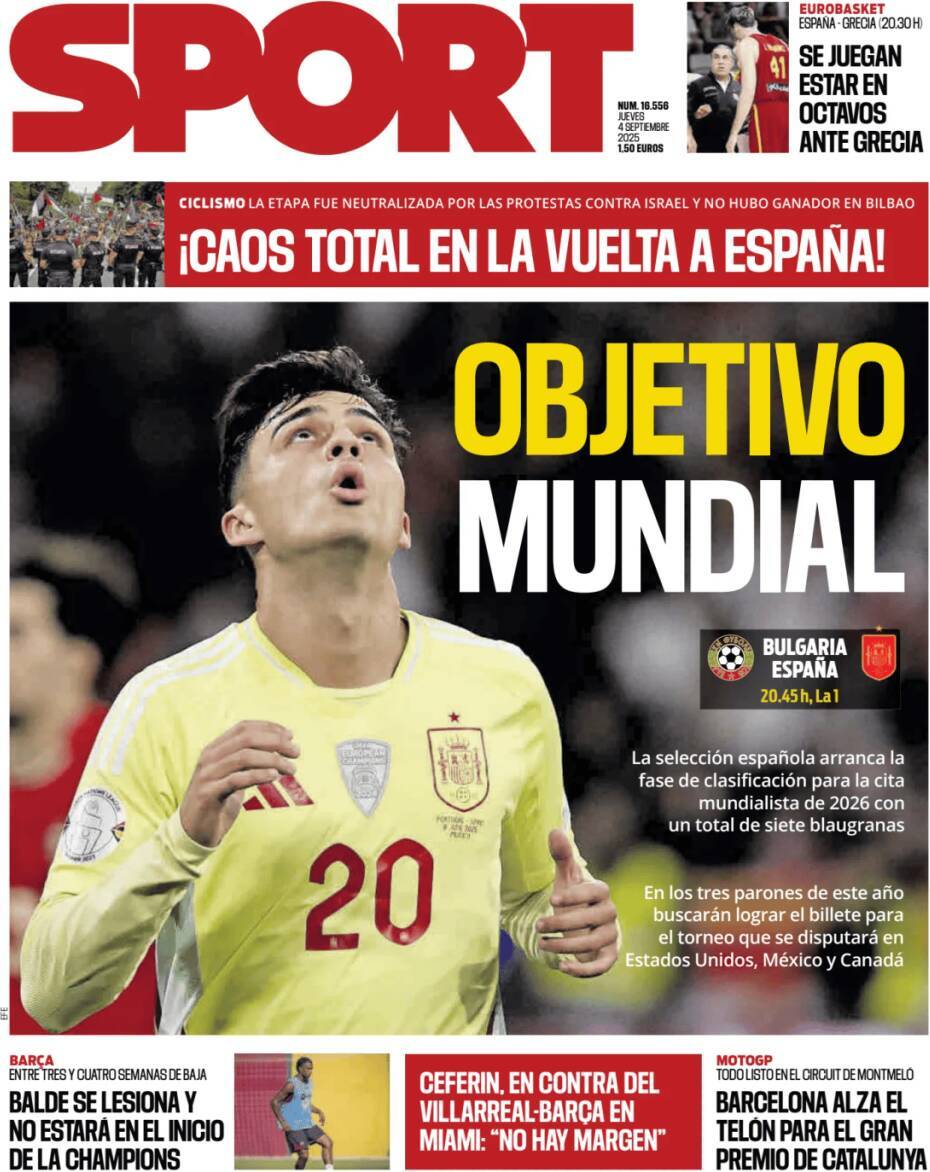 SPORT
NUM. 16.556
JUEVES
4 SEPTIEMBRE
2025
1,50 EUROS
EUROBASKET
ESPAÑA - GRECIA (20.30 H)
SE JUEGAN
ESTAR EN
OCTAVOS
ANTE GRECIA
41
CICLISMO LA ETAPA FUE NEUTRALIZADA POR LAS PROTESTAS CONTRA ISRAEL Y NO HUBO GANADOR EN BILBAO
¡CAOS TOTAL EN LA VUELTA A ESPAÑA!
OBJETIVO
MUNDIAL
BULGARIA
ESPAÑA
20.45 h, La 1
La selección española arranca la
fase de clasificación para la cita
mundialista de 2026 con
un total de siete blaugranas
En los tres parones de este año
buscarán lograr el billete para
el torneo que se disputará en
Estados Unidos, México y Canadá
EUROPEAN
CHAMPIONS
20
EFE
BARÇA
ENTRE TRES Y CUATRO SEMANAS DE BAJA
BALDE SE LESIONA Y
NO ESTARÁ EN EL INICIO
DE LA CHAMPIONS
CEFERIN, EN CONTRA DEL
VILLARREAL-BARÇA EN
MIAMI: “NO HAY MARGEN”
MOTOGP
TODO LISTO EN EL CIRCUIT DE MONTMELÓ
BARCELONA ALZA EL
TELÓN PARA EL GRAN
PREMIO DE CATALUNYA